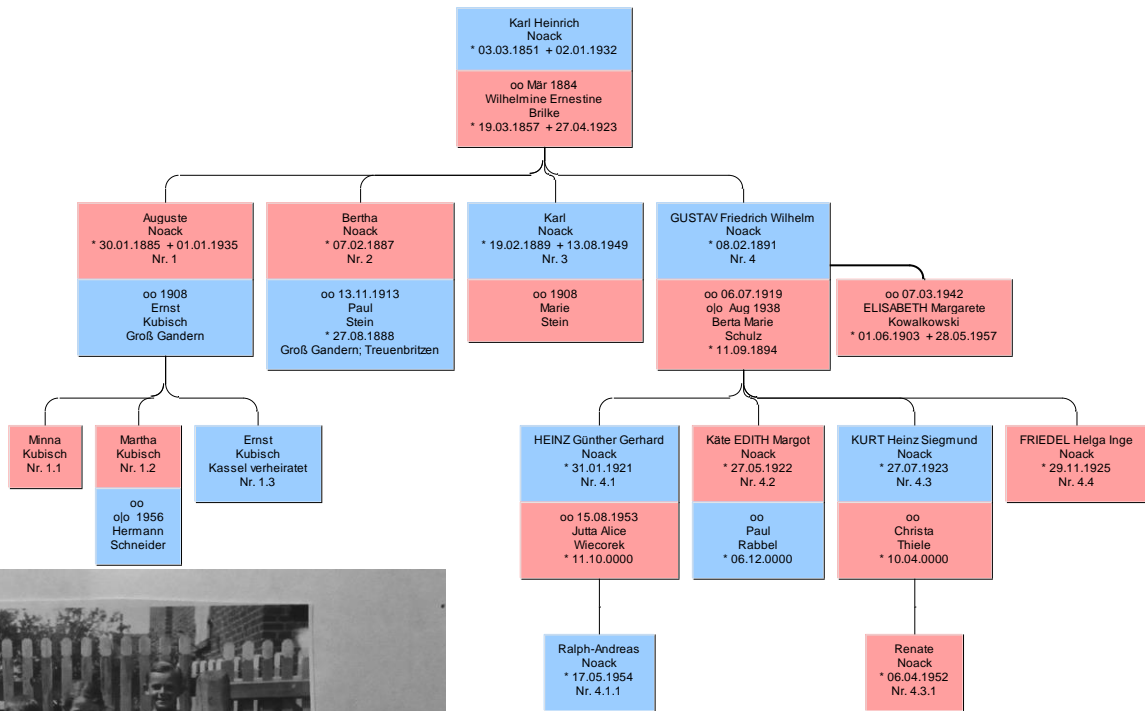 Karl Heinrich
Noack
* 03.03.1851 + 02.01.1932
oo Mär 1884
Wilhelmine Ernestine
Brilke
* 19.03.1857 + 27.04.1923
Auguste
Noack
* 30.01.1885 + 01.01.1935
Nr. 1
oo 1908
Ernst
Kubisch
Groß Gandern
Bertha
Noack
* 07.02.1887
Nr. 2
oo 13.11.1913
Paul
Stein
* 27.08.1888
Groß Gandern; Treuenbritzen
Karl
Noack
* 19.02.1889 + 13.08.1949
Nr. 3
oo 1908
Marie
Stein
GUSTAV Friedrich Wilhelm
Noack
* 08.02.1891
Nr. 4
oo 06.07.1919
o|o Aug 1938
Berta Marie
Schulz
* 11.09.1894
oo 07.03.1942
ELISABETH Margarete
Kowalkowski
* 01.06.1903 + 28.05.1957
Minna
Kubisch
Nr. 1.1
Martha
Kubisch
Nr. 1.2
oo
o|o 1956
Hermann
Schneider
Ernst
Kubisch
Kassel verheiratet
Nr. 1.3
HEINZ Günther Gerhard
Noack
* 31.01.1921
Nr. 4.1
oo 15.08.1953
Jutta Alice
Wiecorek
* 11.10.0000
Käte EDITH Margot
Noack
* 27.05.1922
Nr. 4.2
oo
Paul
Rabbel
* 06.12.0000
KURT Heinz Siegmund
Noack
* 27.07.1923
Nr. 4.3
oo
Christa
Thiele
* 10.04.0000
FRIEDEL Helga Inge
Noack
* 29.11.1925
Nr. 4.4
Ralph-Andreas
Noack
* 17.05.1954
Nr. 4.1.1
Renate
Noack
* 06.04.1952
Nr. 4.3.1